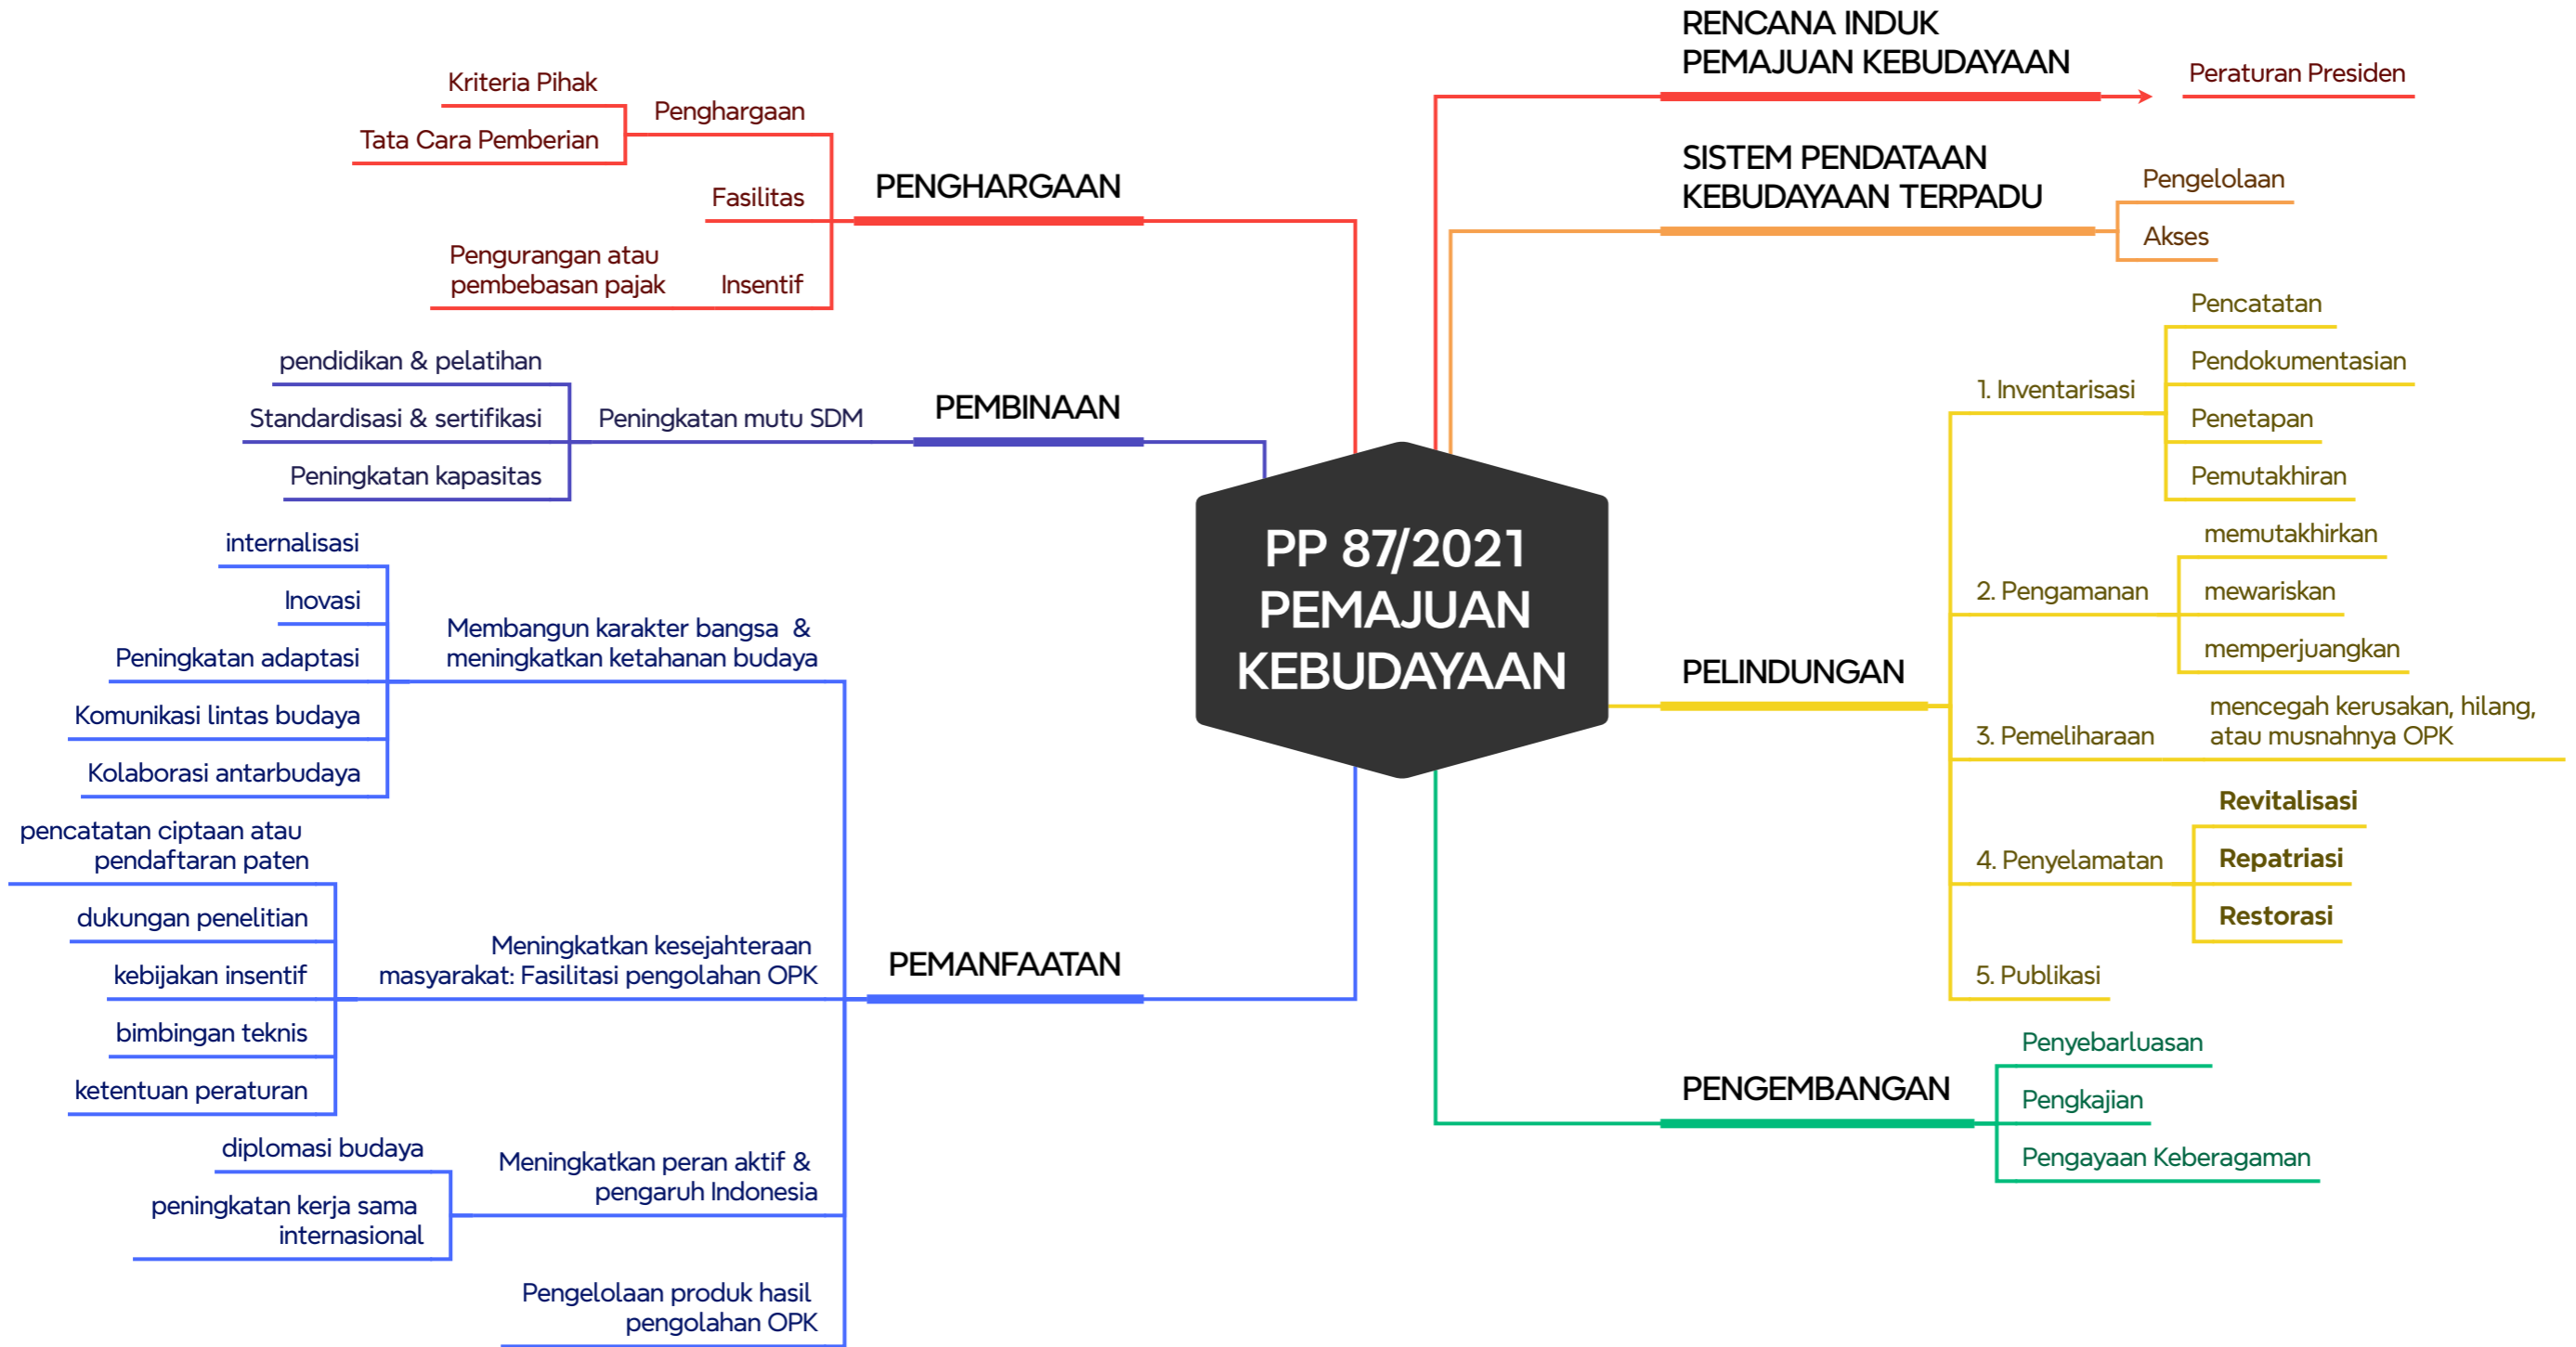 PP 87/2021
PEMAJUAN
KEBUDAYAAN
RENCANA INDUK
PEMAJUAN KEBUDAYAAN
Peraturan Presiden
SISTEM PENDATAAN
KEBUDAYAAN TERPADU
Pengelolaan
Akses
PELINDUNGAN
1. Inventarisasi
Pencatatan
Pendokumentasian
Penetapan
Pemutakhiran
2. Pengamanan
memutakhirkan
mewariskan
memperjuangkan
3. Pemeliharaan
mencegah kerusakan, hilang,
atau musnahnya OPK
4. Penyelamatan
Revitalisasi
Repatriasi
Restorasi
5. Publikasi
PENGEMBANGAN
Penyebarluasan
Pengkajian
Pengayaan Keberagaman
PENGHARGAAN
Penghargaan
Kriteria Pihak
Tata Cara Pemberian
Fasilitas
Insentif
Pengurangan atau
pembebasan pajak
PEMBINAAN
Peningkatan mutu SDM
pendidikan & pelatihan
Standardisasi & sertifikasi
Peningkatan kapasitas
PEMANFAATAN
Membangun karakter bangsa &
meningkatkan ketahanan budaya
internalisasi
Inovasi
Peningkatan adaptasi
Komunikasi lintas budaya
Kolaborasi antarbudaya
Meningkatkan kesejahteraan
masyarakat: Fasilitasi pengolahan OPK
pencatatan ciptaan atau
pendaftaran paten
dukungan penelitian
kebijakan insentif
bimbingan teknis
ketentuan peraturan
Meningkatkan peran aktif &
pengaruh Indonesia
diplomasi budaya
peningkatan kerja sama
internasional
Pengelolaan produk hasil
pengolahan OPK